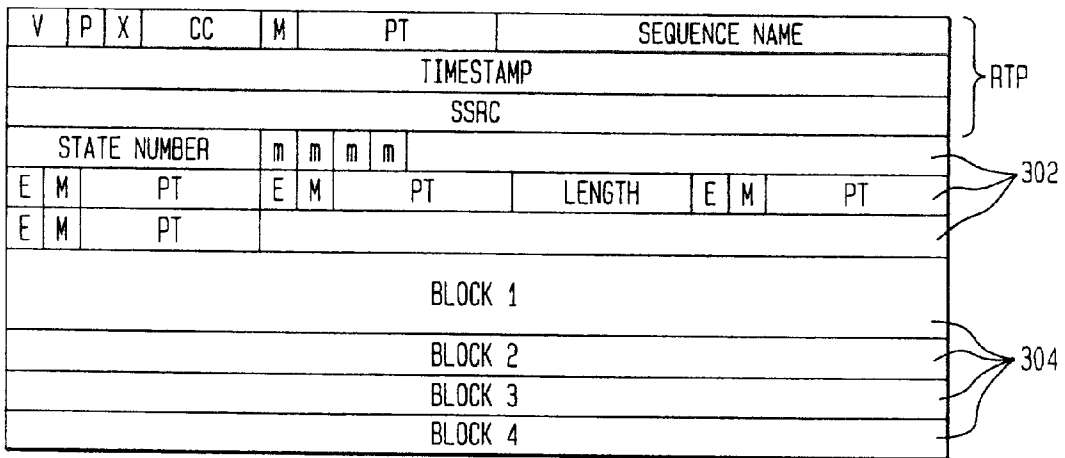 V P X CC M PT SEQUENCE NAME
TIMESTAMP
RTP
SSRC
STATE NUMBER m m m m
302
E M PT E M PT LENGTH E M PT
E M PT
BLOCK 1
BLOCK 2
304
BLOCK 3
BLOCK 4